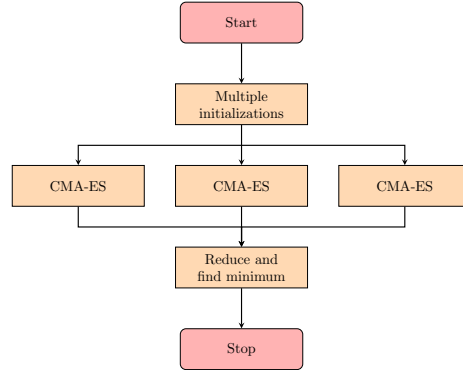 Start
Multiple
initializations
CMA-ES
CMA-ES
CMA-ES
Reduce and
find minimum
Stop